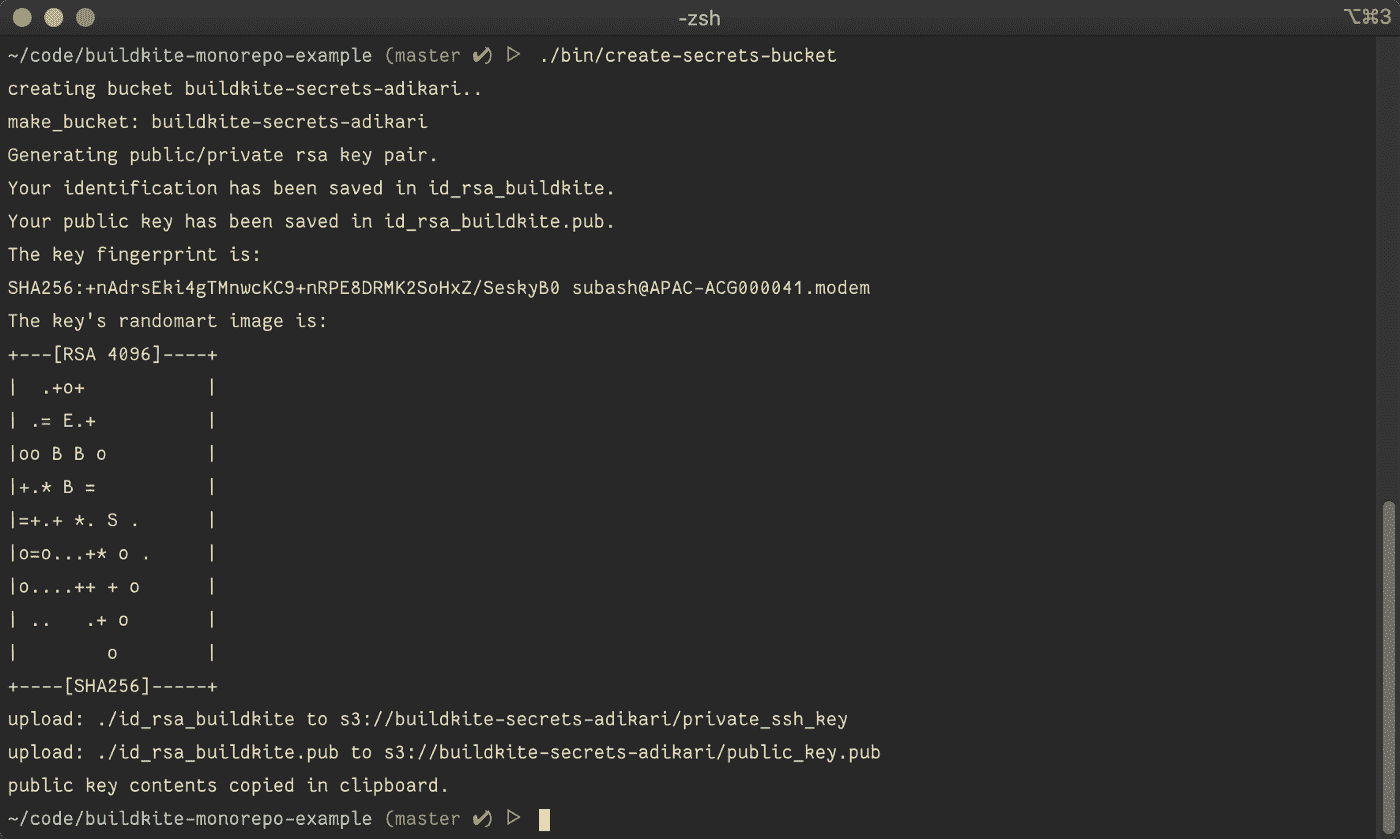 -zsh ⌥⌘3
~/code/buildkite-monorepo-example (master ✔) ▷ ./bin/create-secrets-bucket
creating bucket buildkite-secrets-adikari..
make_bucket: buildkite-secrets-adikari
Generating public/private rsa key pair.
Your identification has been saved in id_rsa_buildkite.
Your public key has been saved in id_rsa_buildkite.pub.
The key fingerprint is:
SHA256:+nAdrsEki4gTMnwcKC9+nRPE8DRMK2SoHxZ/SeskyB0 subash@APAC-ACG000041.modem
The key's randomart image is:
+---[RSA 4096]----+
|  .+o+           |
| .= E.+          |
|oo B B o         |
|+.* B =          |
|=+.+ *. S .      |
|o=o...+* o .     |
|o....++ + o      |
| ..   .+ o       |
|        o        |
+----[SHA256]-----+
upload: ./id_rsa_buildkite to s3://buildkite-secrets-adikari/private_ssh_key
upload: ./id_rsa_buildkite.pub to s3://buildkite-secrets-adikari/public_key.pub
public key contents copied in clipboard.
~/code/buildkite-monorepo-example (master ✔) ▷